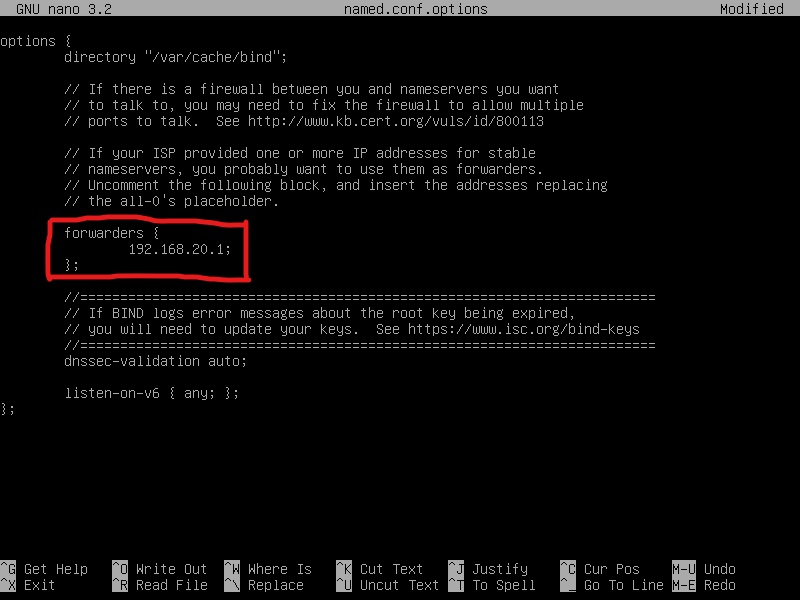 GNU nano 3.2 named.conf.options Modified
options {
directory "/var/cache/bind";
// If there is a firewall between you and nameservers you want
// to talk to, you may need to fix the firewall to allow multiple
// ports to talk.  See http://www.kb.cert.org/vuls/id/800113
// If your ISP provided one or more IP addresses for stable
// nameservers, you probably want to use them as forwarders.
// Uncomment the following block, and insert the addresses replacing
// the all-0's placeholder.
forwarders {
192.168.20.1;
};
//========================================================================
// If BIND logs error messages about the root key being expired,
// you will need to update your keys.  See https://www.isc.org/bind-keys
//========================================================================
dnssec-validation auto;
listen-on-v6 { any; };
};
^G Get Help ^O Write Out ^W Where Is ^K Cut Text ^J Justify ^C Cur Pos M-U Undo
^X Exit ^R Read File ^\ Replace ^U Uncut Text ^T To Spell ^_ Go To Line M-E Redo